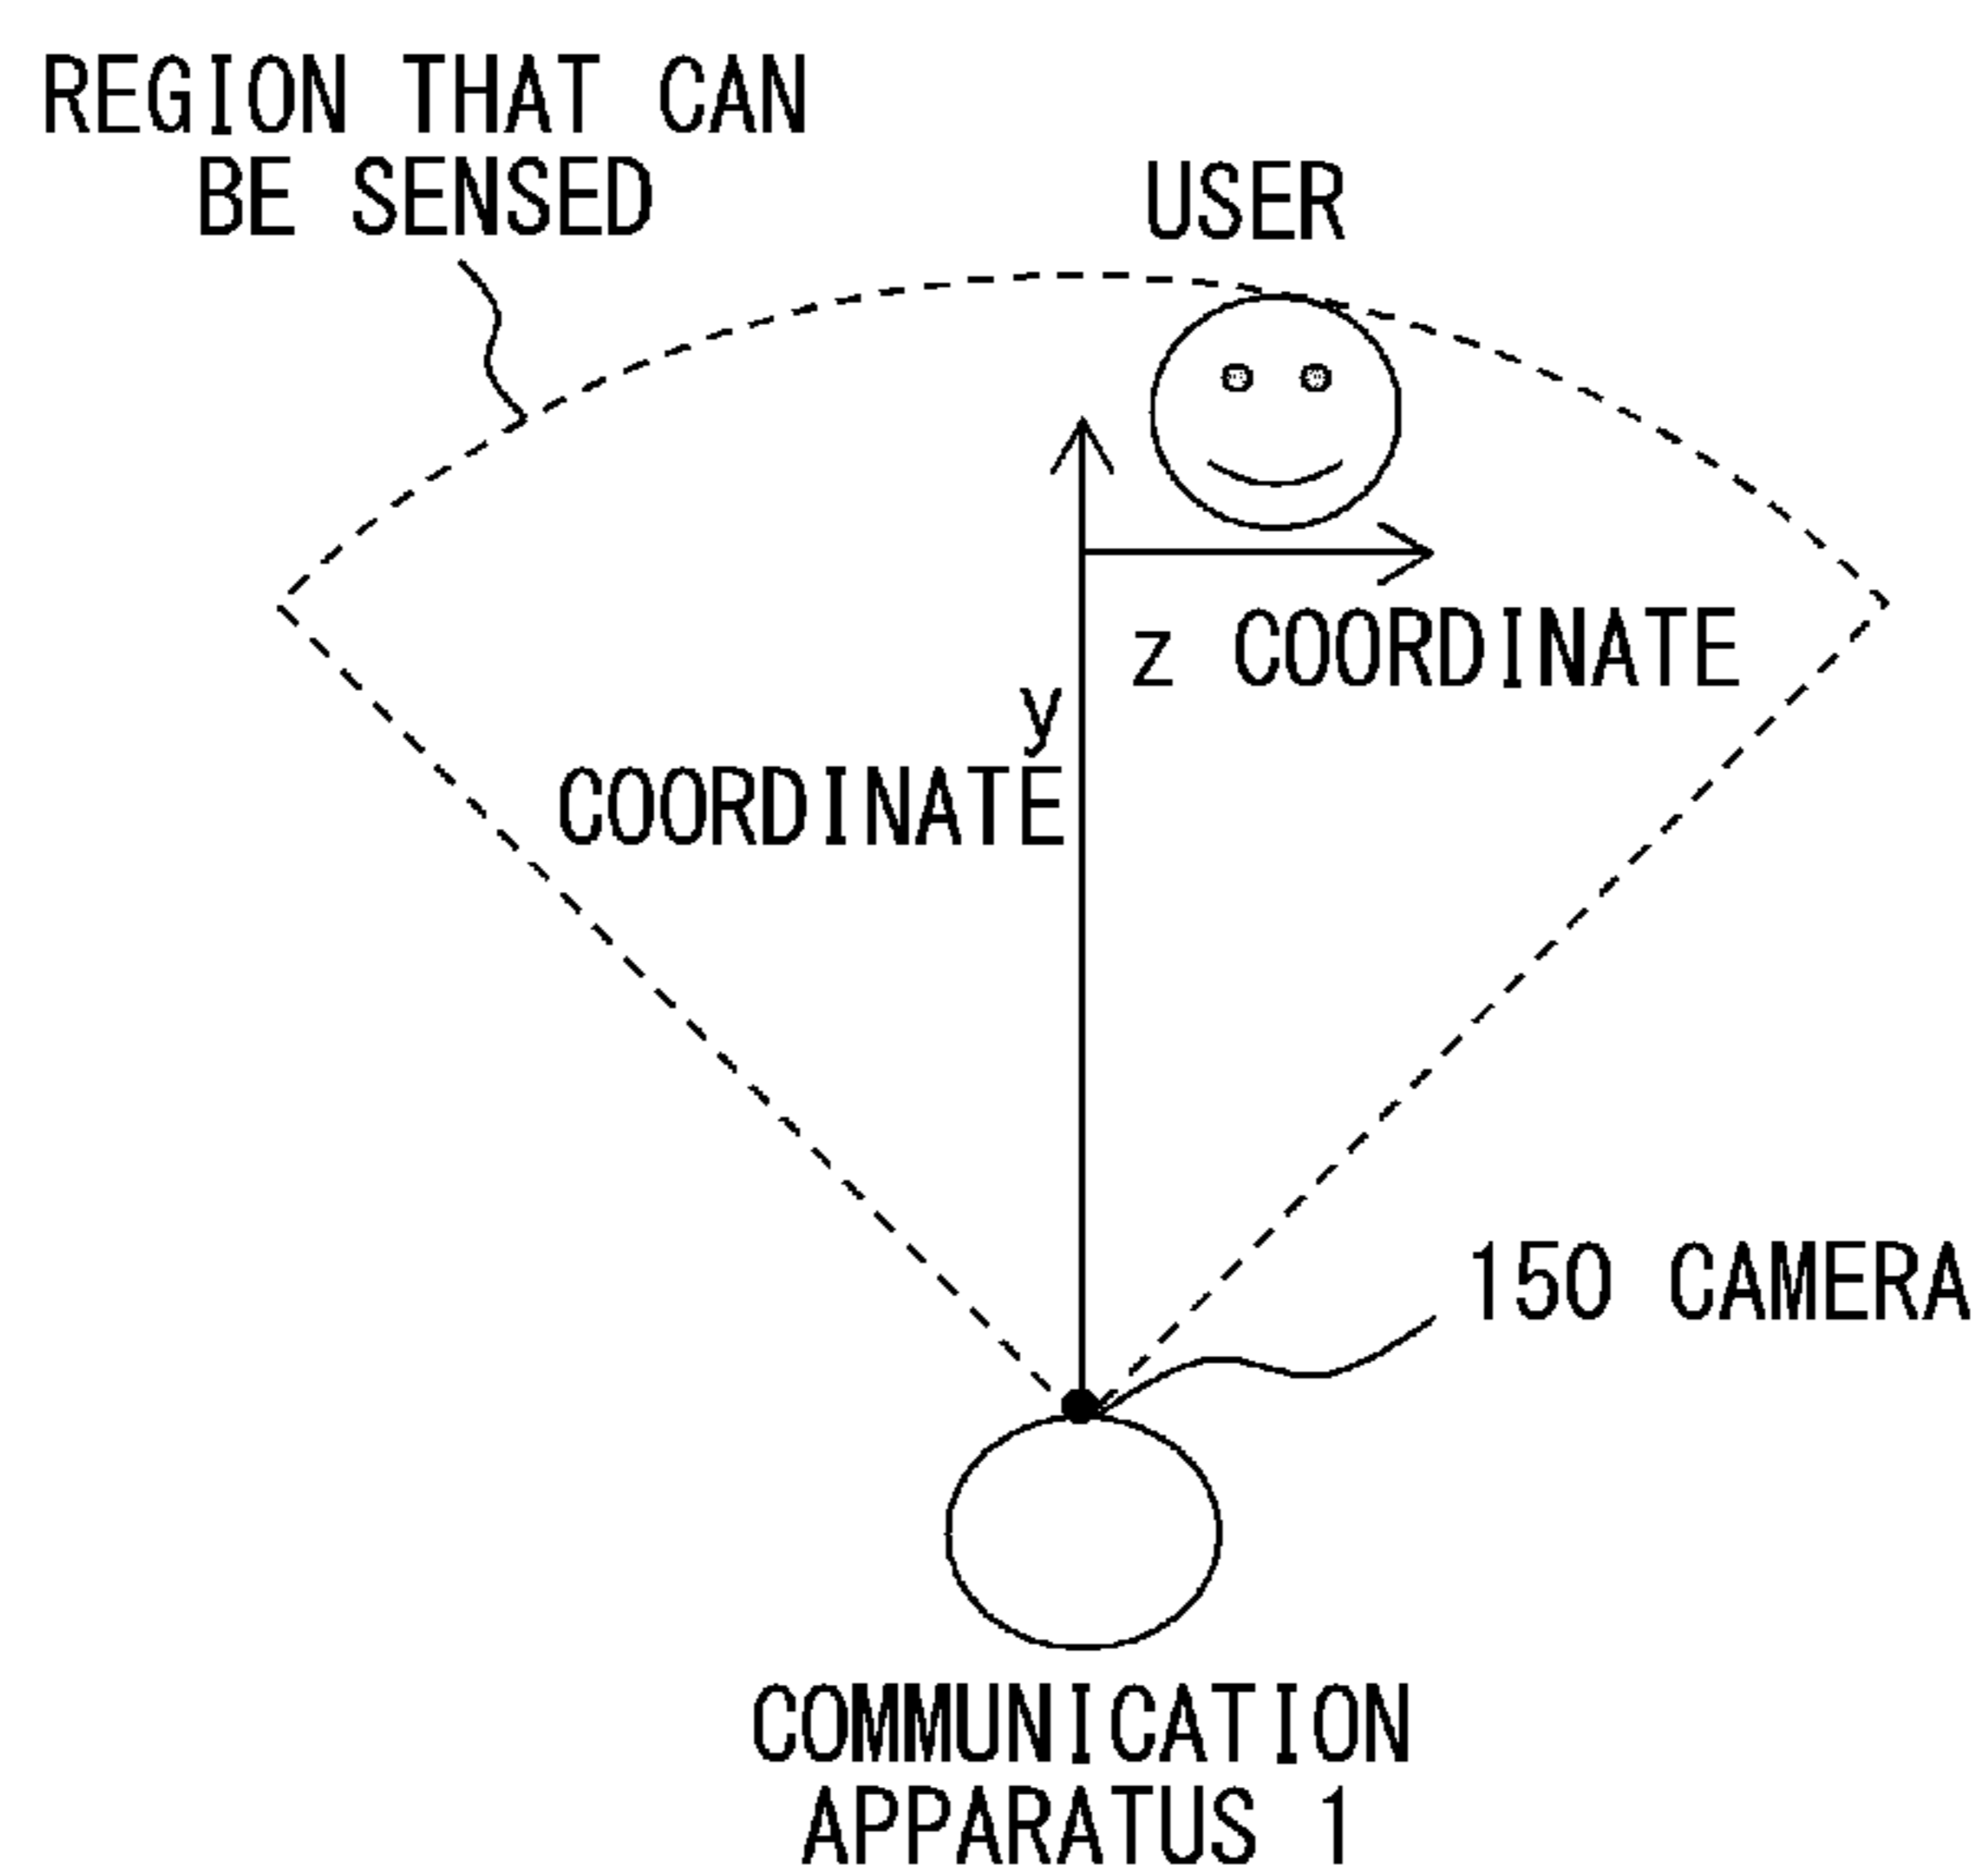 REGION THAT CAN
BE SENSED
USER
z COORDINATE
y
COORDINATE
150 CAMERA
COMMUNICATION
APPARATUS 1